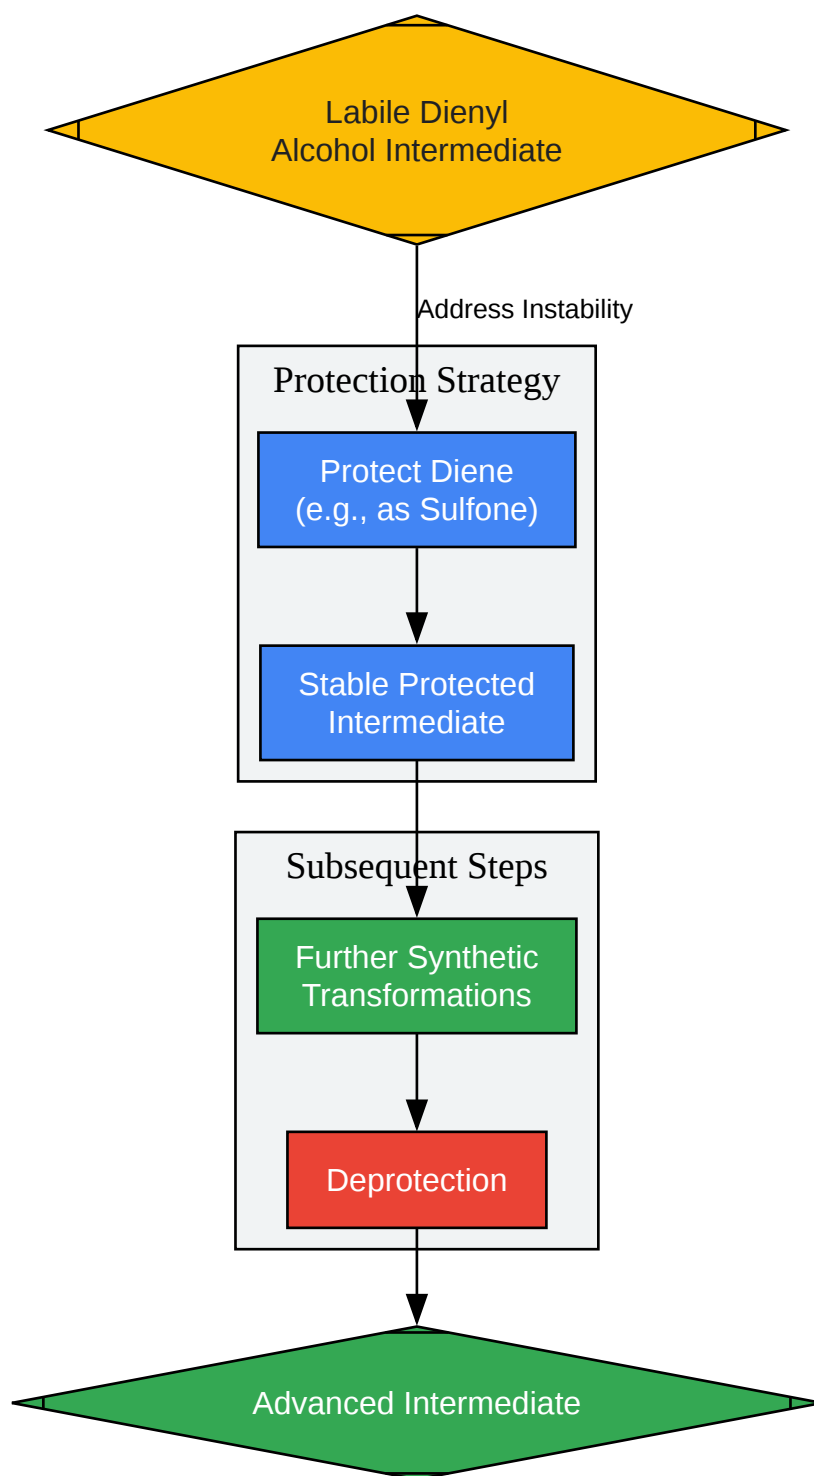 Labile Dienyl
Alcohol Intermediate
Address Instability
Protection Strategy
Protect Diene
(e.g., as Sulfone)
Stable Protected
Intermediate
Subsequent Steps
Further Synthetic
Transformations
Deprotection
Advanced Intermediate